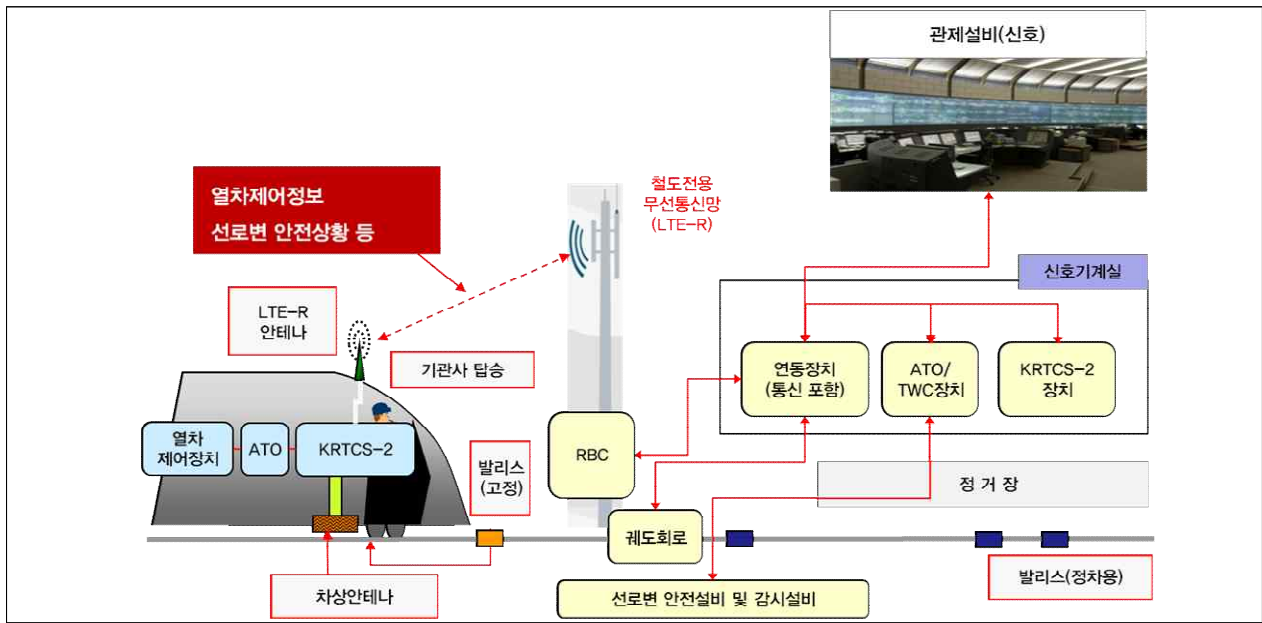 관제설비(신호)
열차제어정보
선로변 안전상황 등
철도전용
무선통신망
(LTE-R)
신호기계실
LTE-R
안테나
기관사 탑승
연동장치
(통신 포함)
ATO/
TWC장치
KRTCS-2
장치
열차
제어장치
ATO
KRTCS-2
발리스
(고정)
RBC
정 거 장
궤도회로
차상안테나
선로변 안전설비 및 감시설비
발리스(정차용)